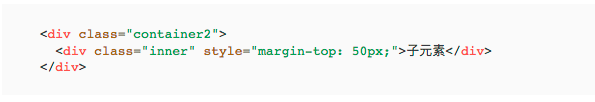 <div class="container2">
<div class="inner" style="margin-top: 50px;">子元素</div>
</div>